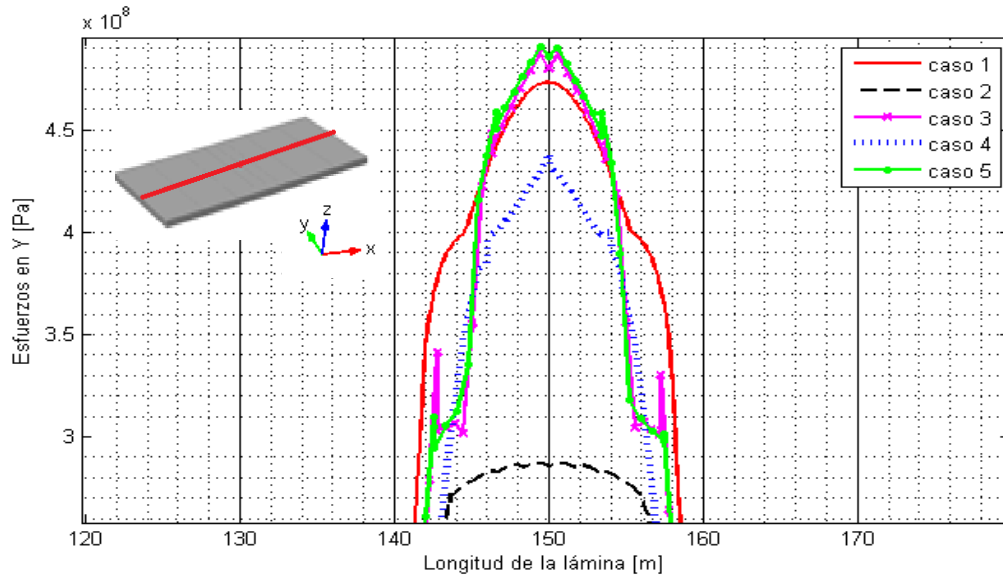 x 10^8
Esfuerzos en Y [Pa]
4.5
4
3.5
3
120
130
140
150
160
170
Longitud de la lámina [m]
caso 1
caso 2
caso 3
caso 4
caso 5
z
y
x